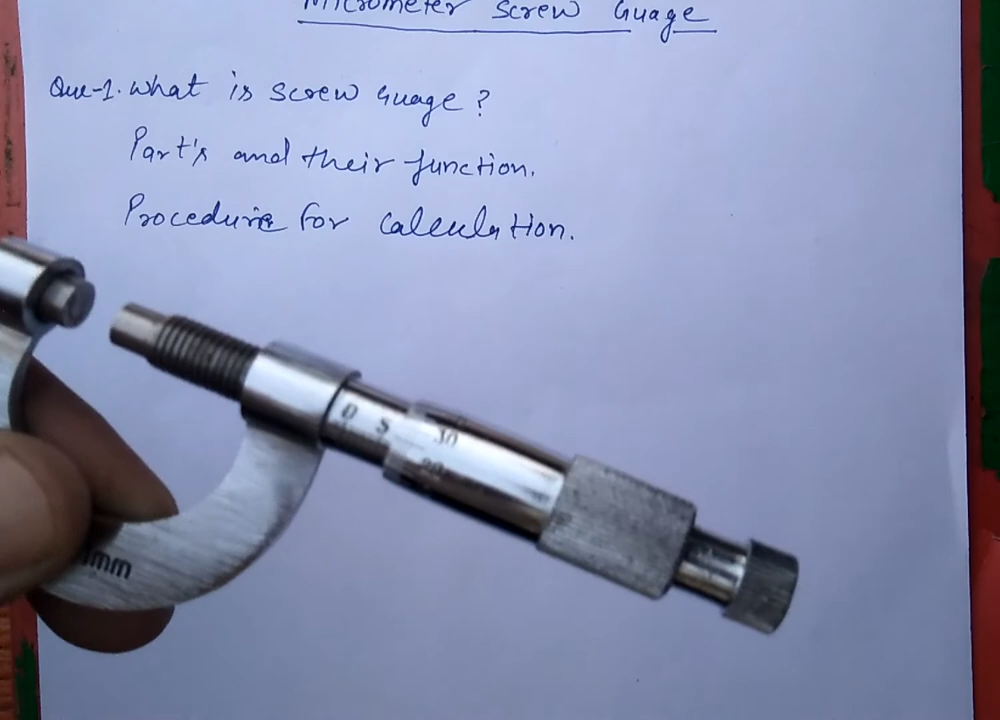 Micrometer Screw Guage
Que-1. What is screw Guage?
Part's and their function.
Procedure for calculation.
0 5
30
20
mm